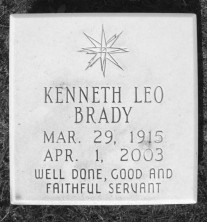 KENNETH LEO
BRADY
MAR. 29, 1915
APR. 1, 2003
WELL DONE, GOOD AND
FAITHFUL SERVANT